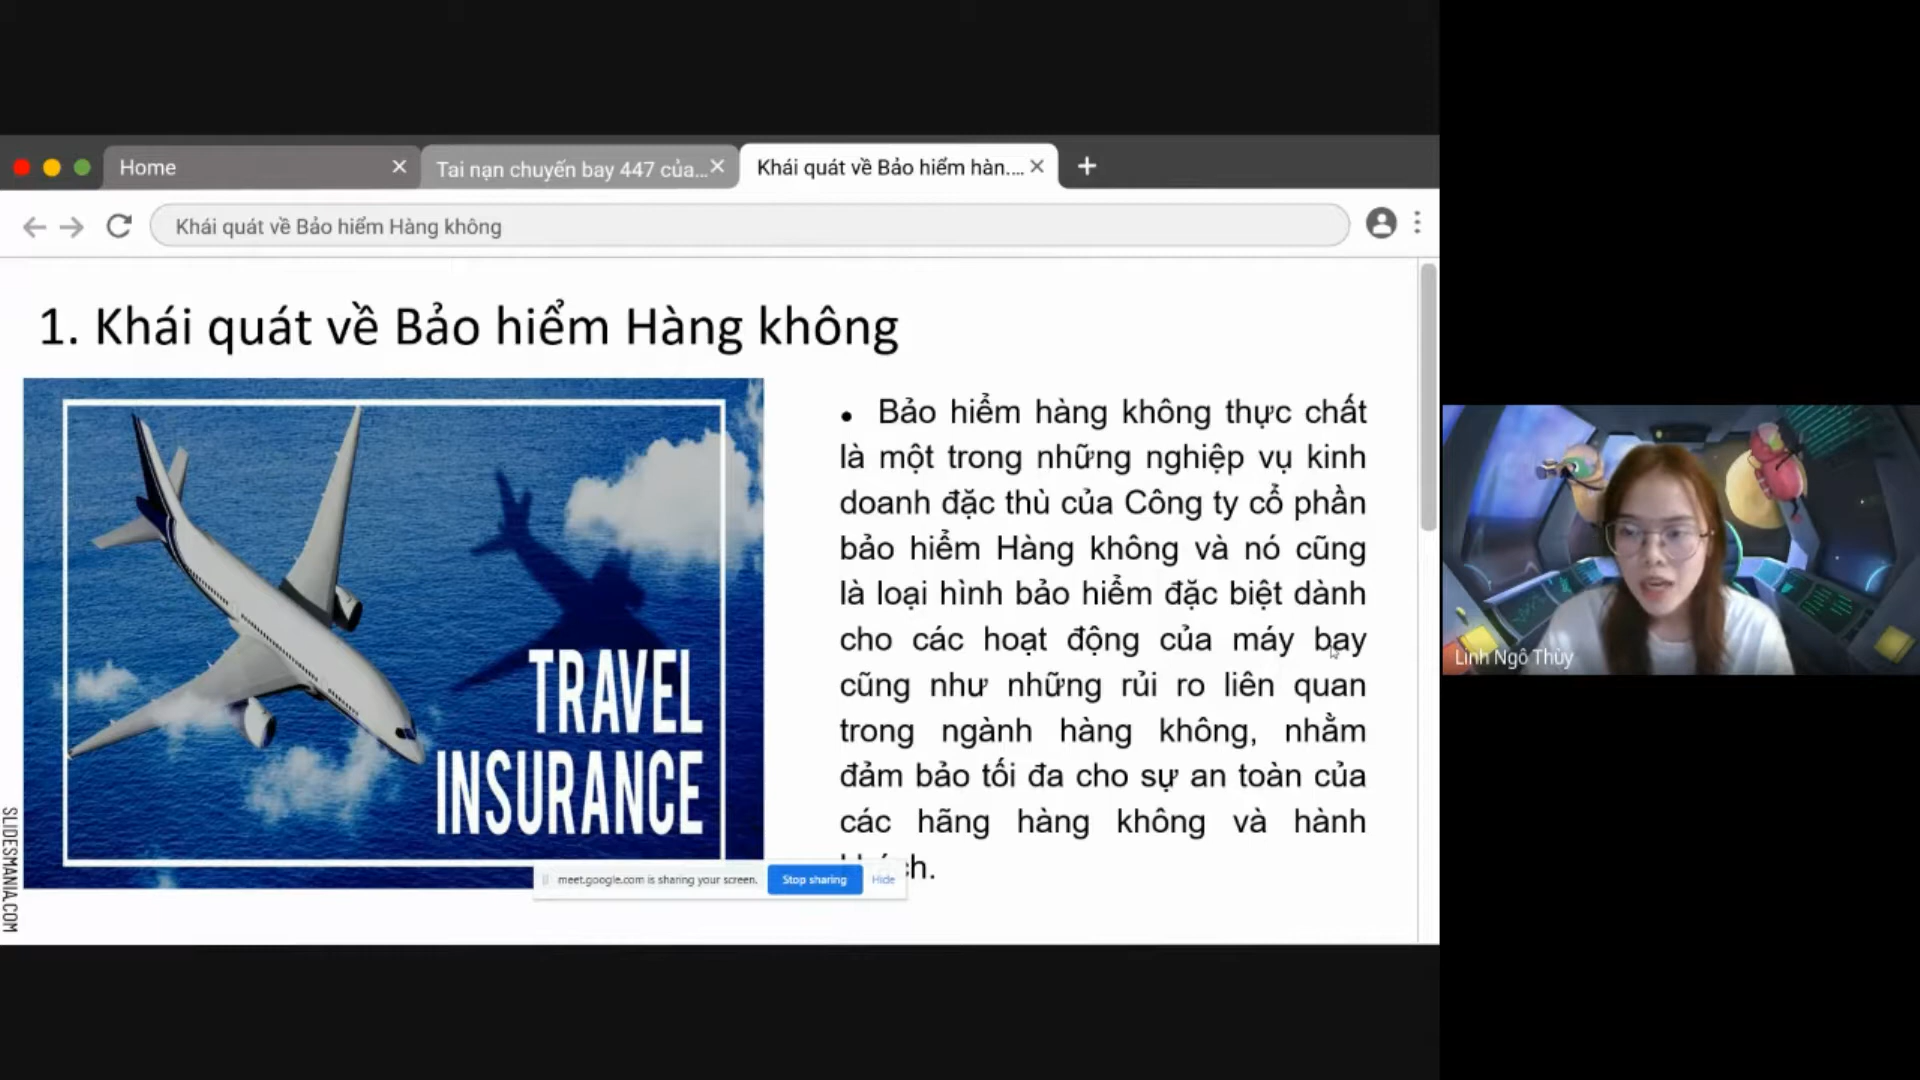 Home
Tai nạn chuyến bay 447 của...
Khái quát về Bảo hiểm hàn....
Khái quát về Bảo hiểm Hàng không
1. Khái quát về Bảo hiểm Hàng không
TRAVEL
INSURANCE
• Bảo hiểm hàng không thực chất
là một trong những nghiệp vụ kinh
doanh đặc thù của Công ty cổ phần
bảo hiểm Hàng không và nó cũng
là loại hình bảo hiểm đặc biệt dành
cho các hoạt động của máy bay
cũng như những rủi ro liên quan
trong ngành hàng không, nhằm
đảm bảo tối đa cho sự an toàn của
các hãng hàng không và hành
meet.google.com is sharing your screen.
Stop sharing
Hide
SLIDESMANIA.COM
Linh Ngô Thùy